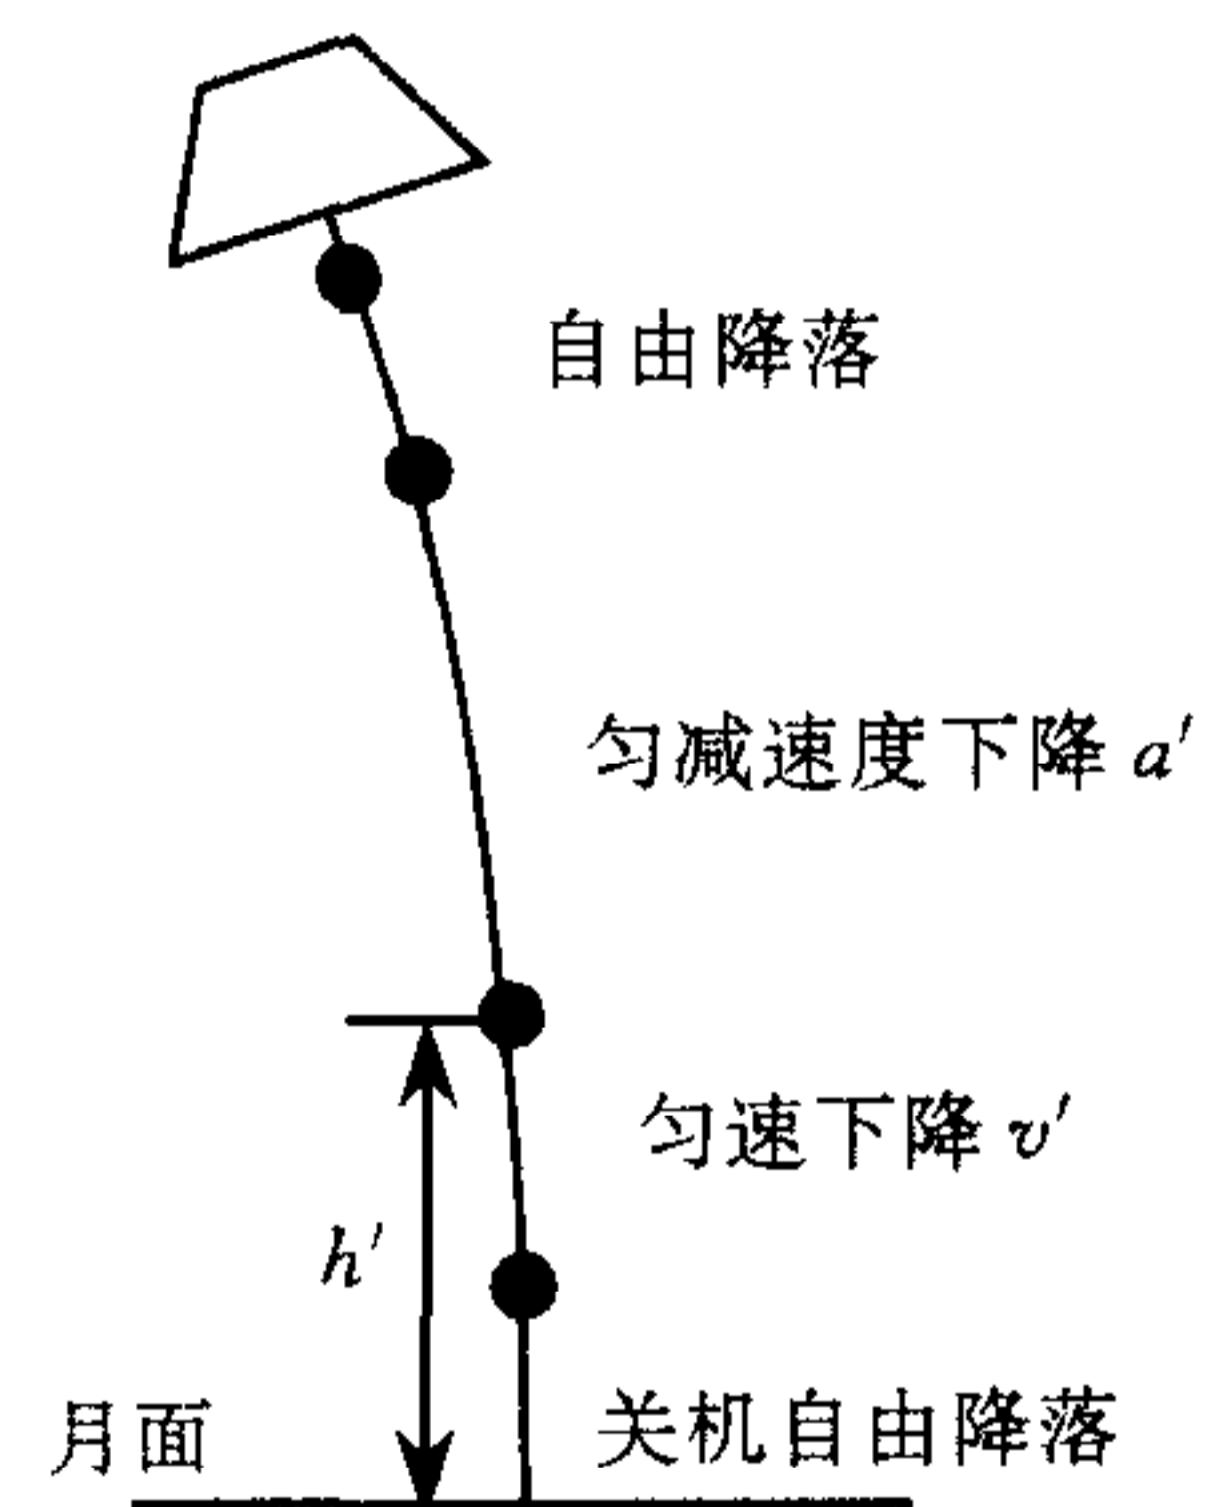 自由降落
匀减速度下降 a′
匀速下降 v′
h′
月面
关机自由降落